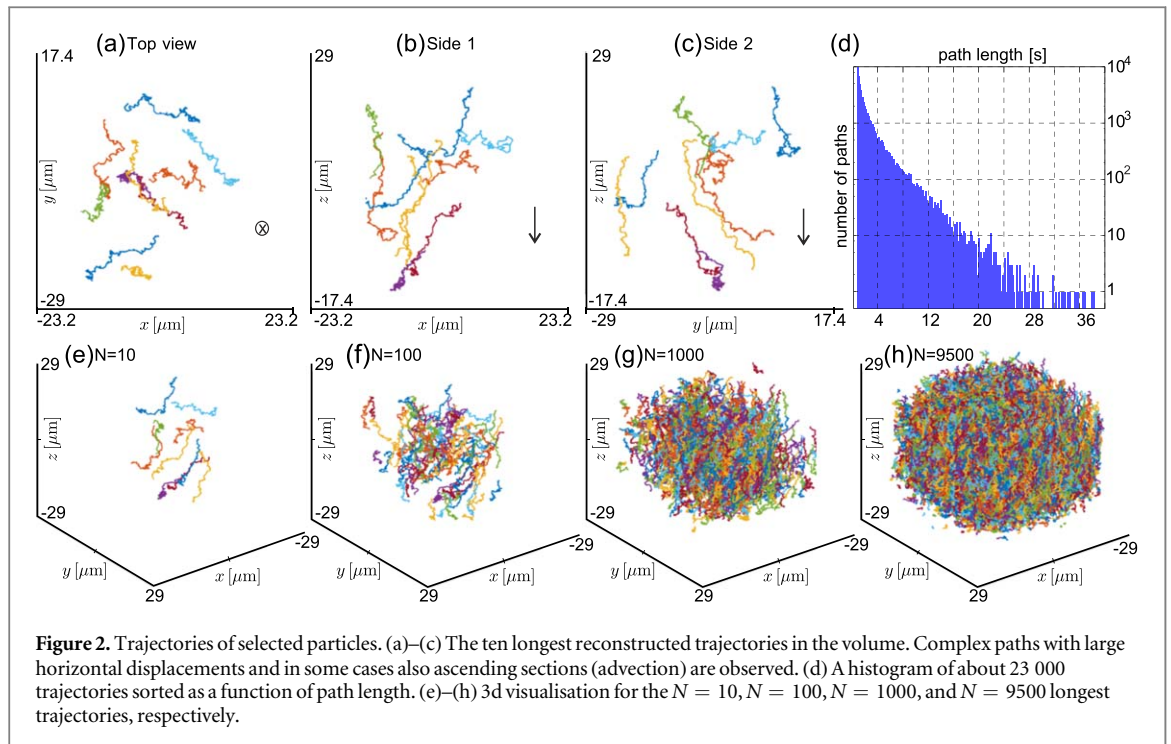 (a) Top view
17.4
y [μm]
-29
-23.2
x [μm]
23.2
(b) Side 1
29
z [μm]
-17.4
-23.2
x [μm]
23.2
(c) Side 2
29
z [μm]
-17.4
-29
y [μm]
17.4
(d)
path length [s]
number of paths
10^4
10^3
10^2
10
1
4 12 20 28 36
(e) N=10
29
z [μm]
-29
y [μm]
29
x [μm]
-29
(f) N=100
29
z [μm]
-29
y [μm]
29
x [μm]
-29
(g) N=1000
29
z [μm]
-29
y [μm]
29
x [μm]
-29
(h) N=9500
29
z [μm]
-29
y [μm]
29
x [μm]
-29
Figure 2. Trajectories of selected particles. (a)–(c) The ten longest reconstructed trajectories in the volume. Complex paths with large
horizontal displacements and in some cases also ascending sections (advection) are observed. (d) A histogram of about 23 000
trajectories sorted as a function of path length. (e)–(h) 3d visualisation for the N = 10, N = 100, N = 1000, and N = 9500 longest
trajectories, respectively.